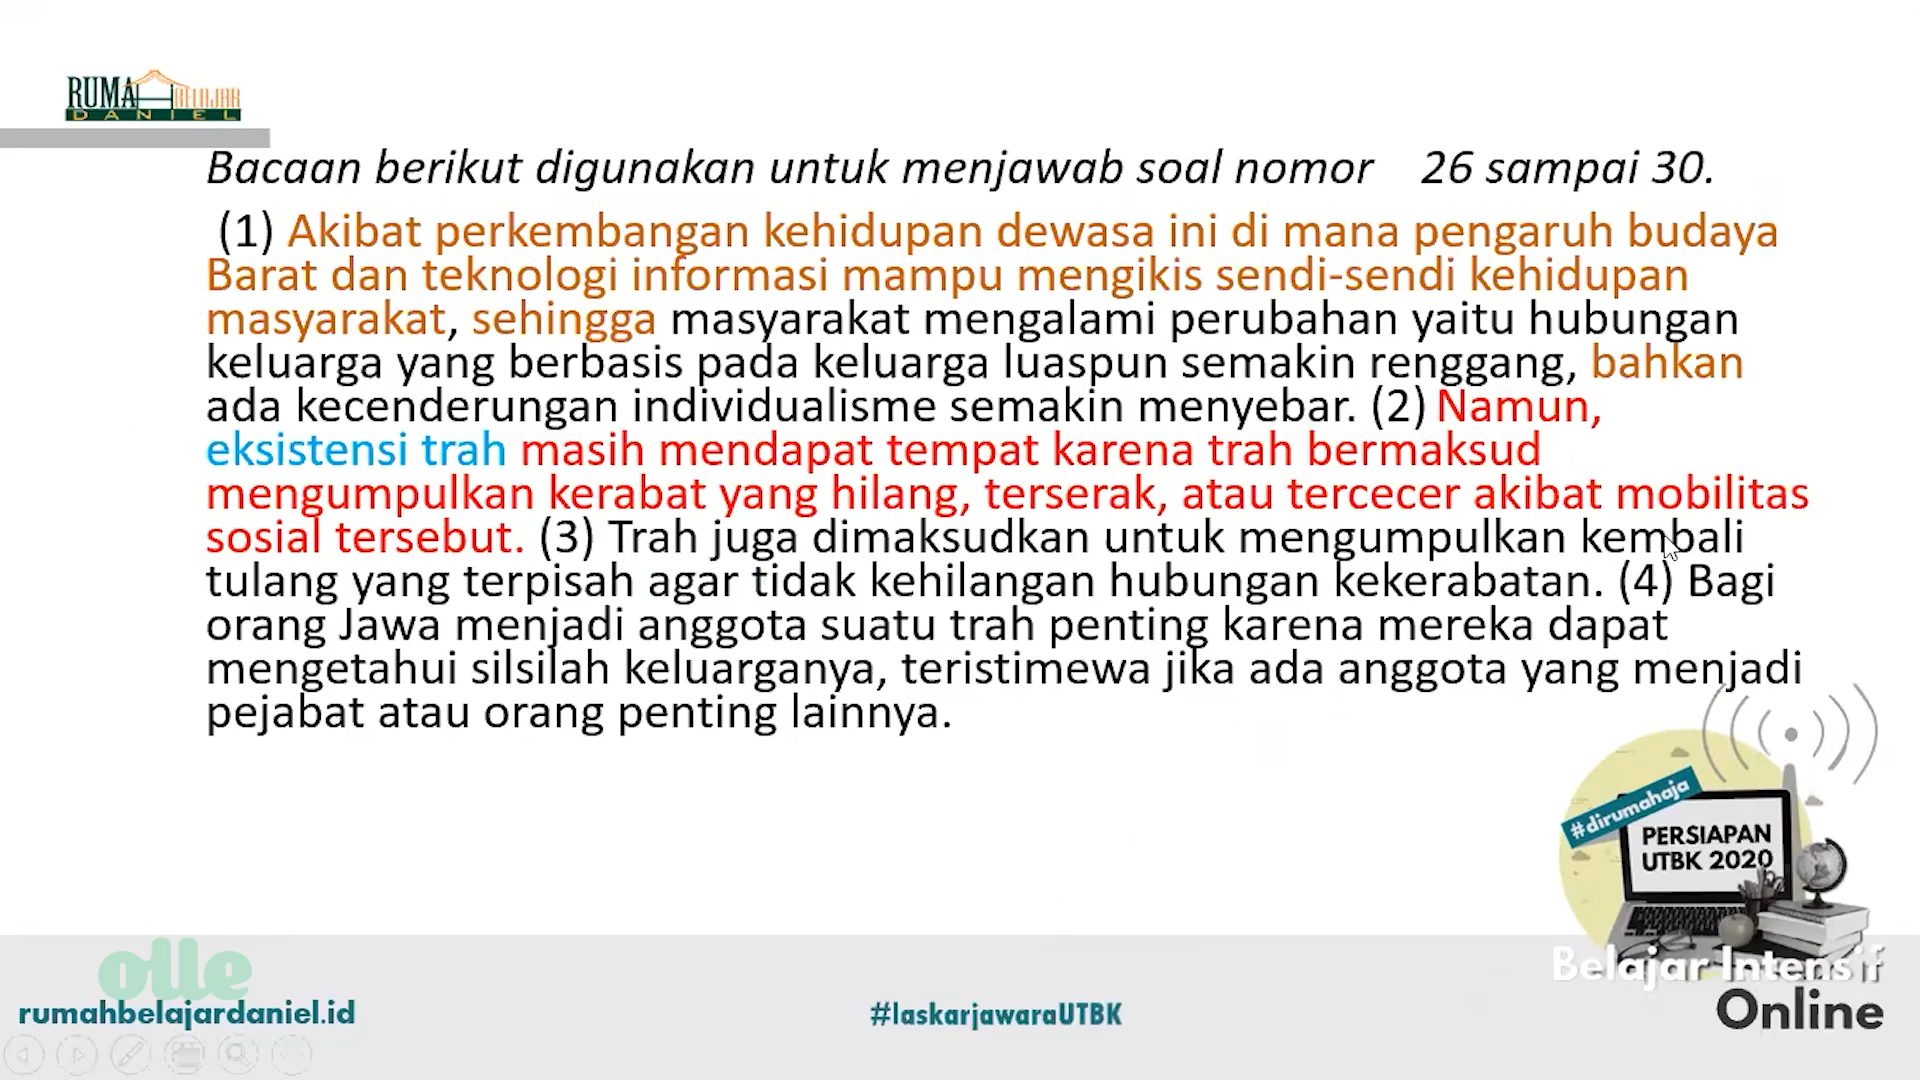 RUMA BELAJAR
DANIEL
Bacaan berikut digunakan untuk menjawab soal nomor 26 sampai 30.
(1) Akibat perkembangan kehidupan dewasa ini di mana pengaruh budaya
Barat dan teknologi informasi mampu mengikis sendi-sendi kehidupan
masyarakat, sehingga masyarakat mengalami perubahan yaitu hubungan
keluarga yang berbasis pada keluarga luaspun semakin renggang, bahkan
ada kecenderungan individualisme semakin menyebar. (2) Namun,
eksistensi trah masih mendapat tempat karena trah bermaksud
mengumpulkan kerabat yang hilang, terserak, atau tercecer akibat mobilitas
sosial tersebut. (3) Trah juga dimaksudkan untuk mengumpulkan kembali
tulang yang terpisah agar tidak kehilangan hubungan kekerabatan. (4) Bagi
orang Jawa menjadi anggota suatu trah penting karena mereka dapat
mengetahui silsilah keluarganya, teristimewa jika ada anggota yang menjadi
pejabat atau orang penting lainnya.
#dirumahaja
PERSIAPAN
UTBK 2020
Belajar Intensif
Online
olle
rumahbelajardaniel.id
#laskarjawaraUTBK